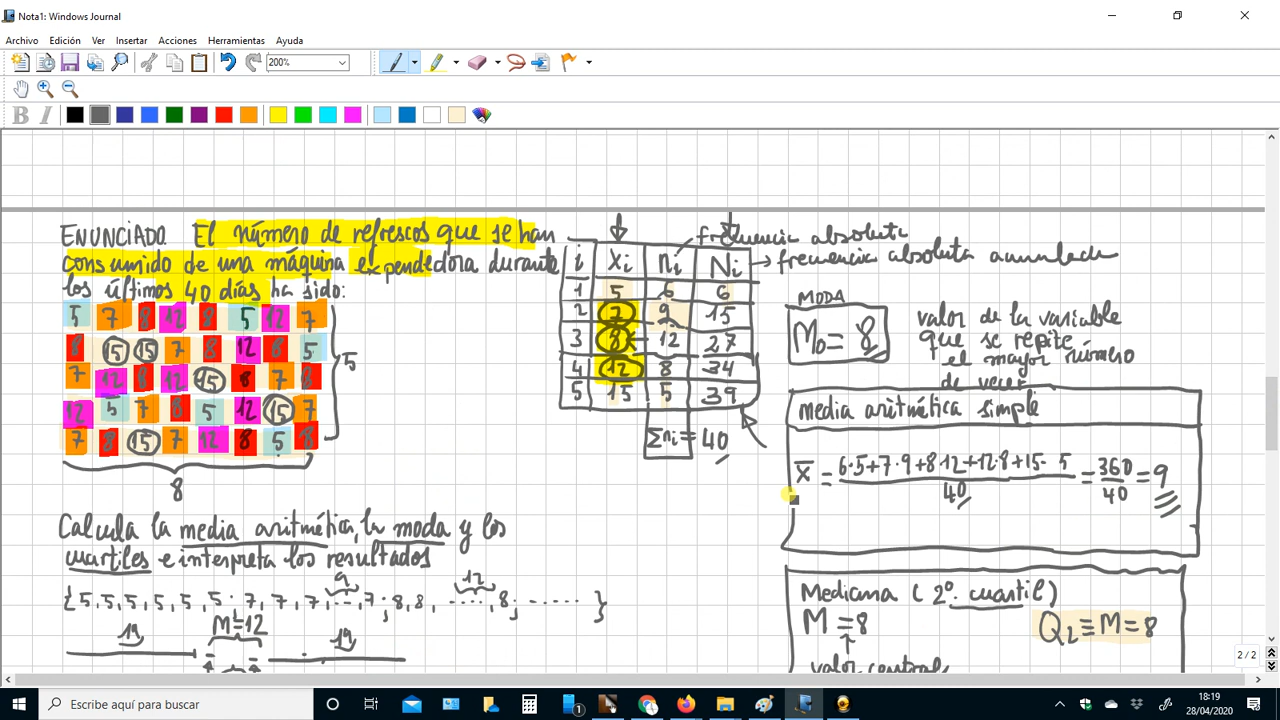 Nota1: Windows Journal
Archivo Edición Ver Insertar Acciones Herramientas Ayuda
200%
B I
ENUNCIADO. El número de refrescos que se han
consumido de una máquina expendedora durante
los últimos 40 días ha sido:
5 7 8 12 8 5 12 7
8 15 15 7 8 12 8 5
7 12 8 12 15 8 7 8
12 5 7 8 5 12 15 7
7 8 15 7 12 8 5 8
5
8
frecuencia absoluta
frecuencia absoluta acumulada
i Xi ni Ni
1 5 6 6
2 7 9 15
3 8 12 27
4 12 8 34
5 15 5 39
Σni = 40
MODA
Mo = 8
valor de la variable
que se repite
el mayor número
de veces
media aritmética simple
X̄ = 6·5+7·9+8·12+12·8+15·5 / 40 = 360/40 = 9
Calcula la media aritmética, la moda y los
cuartiles e interpreta los resultados
9 12
{5,5,5,5,5,5·7,7,7,...,7;8,8,.....,8;......}
19 M=12 19
Mediana (2º cuartil)
M = 8
Q2 ≡ M = 8
valor central
2 / 2
Escribe aquí para buscar
1
18:19
28/04/2020